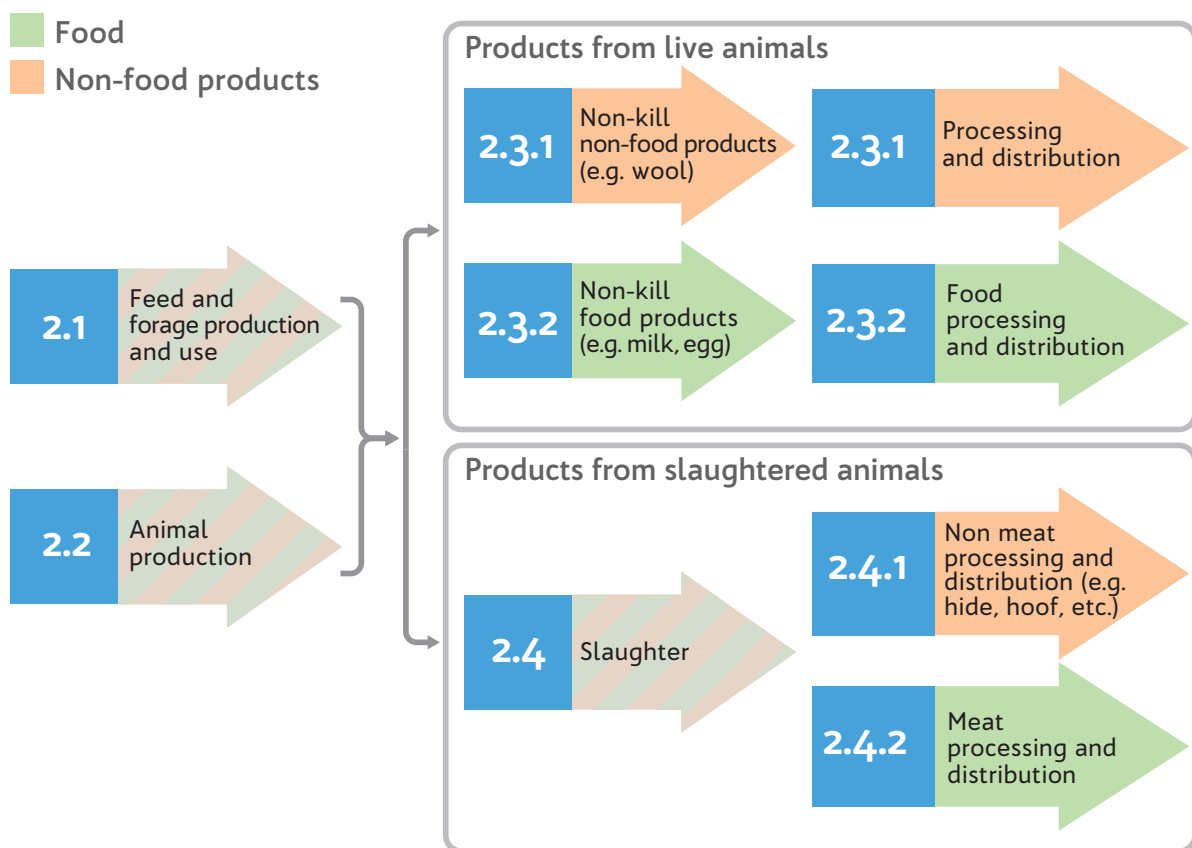 Food
Non-food products
Products from live animals
2.3.1
Non-kill
non-food products
(e.g. wool)
2.3.1
Processing
and distribution
2.3.2
Non-kill
food products
(e.g. milk, egg)
2.3.2
Food
processing
and distribution
2.1
Feed and
forage production
and use
2.2
Animal
production
Products from slaughtered animals
2.4
Slaughter
2.4.1
Non meat
processing and
distribution (e.g.
hide, hoof, etc.)
2.4.2
Meat
processing and
distribution